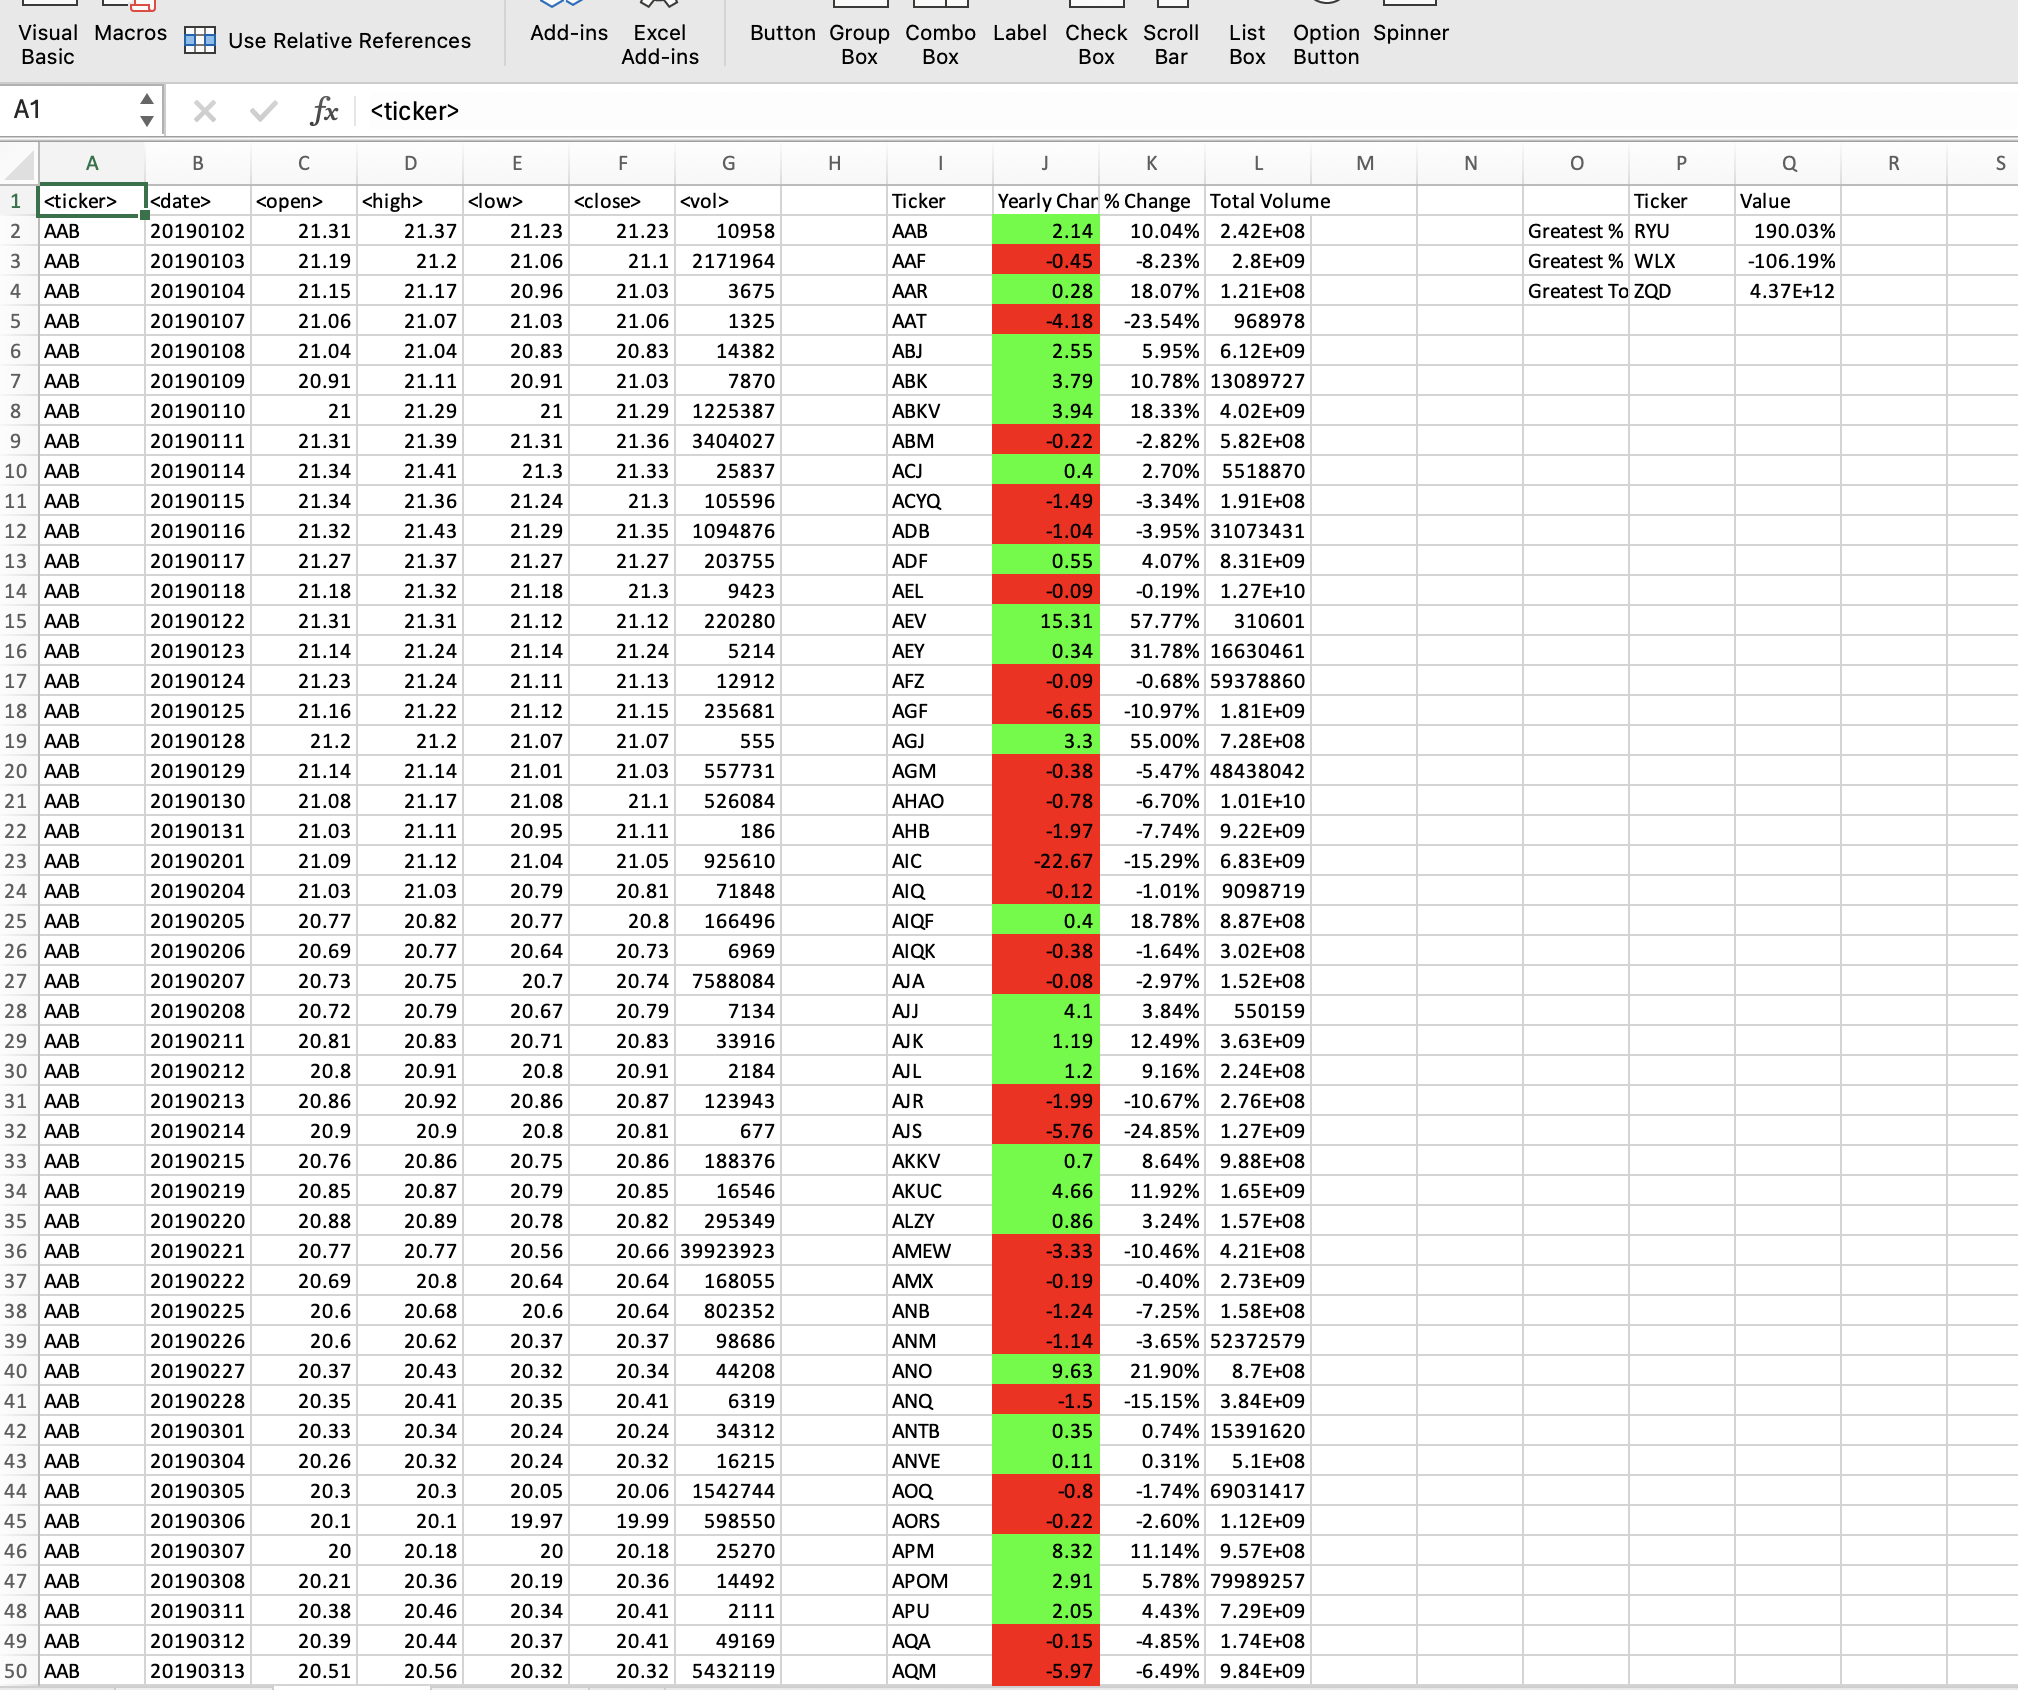 Visual Basic Macros Use Relative References Add-ins Excel Add-ins Button Group Box Combo Box Label Check Box Scroll Bar List Box Option Button Spinner
A1 fx <ticker>
A B C D E F G H I J K L M N O P Q R S
1 <ticker> <date> <open> <high> <low> <close> <vol> Ticker Yearly Char % Change Total Volume Ticker Value
2 AAB 20190102 21.31 21.37 21.23 21.23 10958 AAB 2.14 10.04% 2.42E+08 Greatest % RYU 190.03%
3 AAB 20190103 21.19 21.2 21.06 21.1 2171964 AAF -0.45 -8.23% 2.8E+09 Greatest % WLX -106.19%
4 AAB 20190104 21.15 21.17 20.96 21.03 3675 AAR 0.28 18.07% 1.21E+08 Greatest To ZQD 4.37E+12
5 AAB 20190107 21.06 21.07 21.03 21.06 1325 AAT -4.18 -23.54% 968978
6 AAB 20190108 21.04 21.04 20.83 20.83 14382 ABJ 2.55 5.95% 6.12E+09
7 AAB 20190109 20.91 21.11 20.91 21.03 7870 ABK 3.79 10.78% 13089727
8 AAB 20190110 21 21.29 21 21.29 1225387 ABKV 3.94 18.33% 4.02E+09
9 AAB 20190111 21.31 21.39 21.31 21.36 3404027 ABM -0.22 -2.82% 5.82E+08
10 AAB 20190114 21.34 21.41 21.3 21.33 25837 ACJ 0.4 2.70% 5518870
11 AAB 20190115 21.34 21.36 21.24 21.3 105596 ACYQ -1.49 -3.34% 1.91E+08
12 AAB 20190116 21.32 21.43 21.29 21.35 1094876 ADB -1.04 -3.95% 31073431
13 AAB 20190117 21.27 21.37 21.27 21.27 203755 ADF 0.55 4.07% 8.31E+09
14 AAB 20190118 21.18 21.32 21.18 21.3 9423 AEL -0.09 -0.19% 1.27E+10
15 AAB 20190122 21.31 21.31 21.12 21.12 220280 AEV 15.31 57.77% 310601
16 AAB 20190123 21.14 21.24 21.14 21.24 5214 AEY 0.34 31.78% 16630461
17 AAB 20190124 21.23 21.24 21.11 21.13 12912 AFZ -0.09 -0.68% 59378860
18 AAB 20190125 21.16 21.22 21.12 21.15 235681 AGF -6.65 -10.97% 1.81E+09
19 AAB 20190128 21.2 21.2 21.07 21.07 555 AGJ 3.3 55.00% 7.28E+08
20 AAB 20190129 21.14 21.14 21.01 21.03 557731 AGM -0.38 -5.47% 48438042
21 AAB 20190130 21.08 21.17 21.08 21.1 526084 AHAO -0.78 -6.70% 1.01E+10
22 AAB 20190131 21.03 21.11 20.95 21.11 186 AHB -1.97 -7.74% 9.22E+09
23 AAB 20190201 21.09 21.12 21.04 21.05 925610 AIC -22.67 -15.29% 6.83E+09
24 AAB 20190204 21.03 21.03 20.79 20.81 71848 AIQ -0.12 -1.01% 9098719
25 AAB 20190205 20.77 20.82 20.77 20.8 166496 AIQF 0.4 18.78% 8.87E+08
26 AAB 20190206 20.69 20.77 20.64 20.73 6969 AIQK -0.38 -1.64% 3.02E+08
27 AAB 20190207 20.73 20.75 20.7 20.74 7588084 AJA -0.08 -2.97% 1.52E+08
28 AAB 20190208 20.72 20.79 20.67 20.79 7134 AJJ 4.1 3.84% 550159
29 AAB 20190211 20.81 20.83 20.71 20.83 33916 AJK 1.19 12.49% 3.63E+09
30 AAB 20190212 20.8 20.91 20.8 20.91 2184 AJL 1.2 9.16% 2.24E+08
31 AAB 20190213 20.86 20.92 20.86 20.87 123943 AJR -1.99 -10.67% 2.76E+08
32 AAB 20190214 20.9 20.9 20.8 20.81 677 AJS -5.76 -24.85% 1.27E+09
33 AAB 20190215 20.76 20.86 20.75 20.86 188376 AKKV 0.7 8.64% 9.88E+08
34 AAB 20190219 20.85 20.87 20.79 20.85 16546 AKUC 4.66 11.92% 1.65E+09
35 AAB 20190220 20.88 20.89 20.78 20.82 295349 ALZY 0.86 3.24% 1.57E+08
36 AAB 20190221 20.77 20.77 20.56 20.66 39923923 AMEW -3.33 -10.46% 4.21E+08
37 AAB 20190222 20.69 20.8 20.64 20.64 168055 AMX -0.19 -0.40% 2.73E+09
38 AAB 20190225 20.6 20.68 20.6 20.64 802352 ANB -1.24 -7.25% 1.58E+08
39 AAB 20190226 20.6 20.62 20.37 20.37 98686 ANM -1.14 -3.65% 52372579
40 AAB 20190227 20.37 20.43 20.32 20.34 44208 ANO 9.63 21.90% 8.7E+08
41 AAB 20190228 20.35 20.41 20.35 20.41 6319 ANQ -1.5 -15.15% 3.84E+09
42 AAB 20190301 20.33 20.34 20.24 20.24 34312 ANTB 0.35 0.74% 15391620
43 AAB 20190304 20.26 20.32 20.24 20.32 16215 ANVE 0.11 0.31% 5.1E+08
44 AAB 20190305 20.3 20.3 20.05 20.06 1542744 AOQ -0.8 -1.74% 69031417
45 AAB 20190306 20.1 20.1 19.97 19.99 598550 AORS -0.22 -2.60% 1.12E+09
46 AAB 20190307 20 20.18 20 20.18 25270 APM 8.32 11.14% 9.57E+08
47 AAB 20190308 20.21 20.36 20.19 20.36 14492 APOM 2.91 5.78% 79989257
48 AAB 20190311 20.38 20.46 20.34 20.41 2111 APU 2.05 4.43% 7.29E+09
49 AAB 20190312 20.39 20.44 20.37 20.41 49169 AQA -0.15 -4.85% 1.74E+08
50 AAB 20190313 20.51 20.56 20.32 20.32 5432119 AQM -5.97 -6.49% 9.84E+09